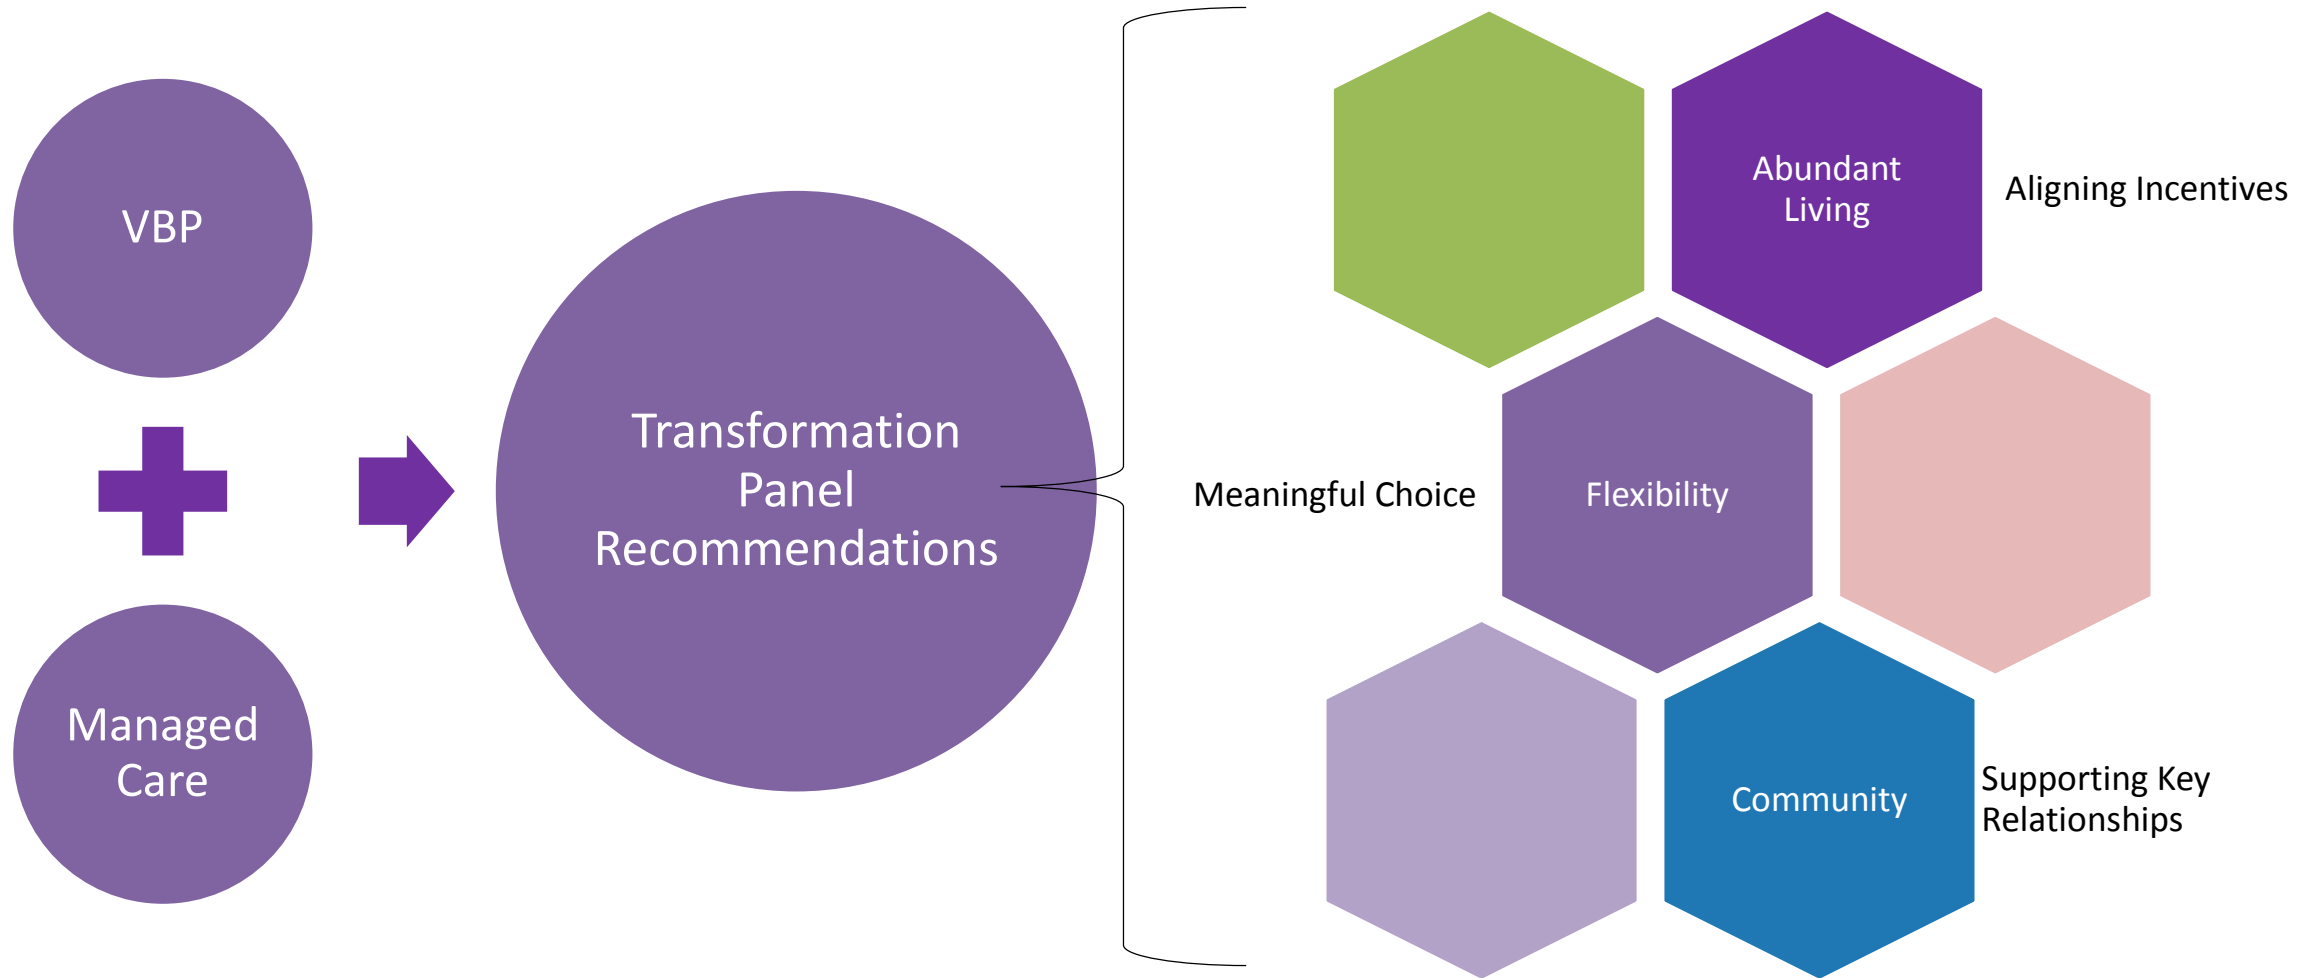 VBP
Managed
Care
Transformation
Panel
Recommendations
Abundant
Living
Aligning Incentives
Meaningful Choice
Flexibility
Community
Supporting Key
Relationships